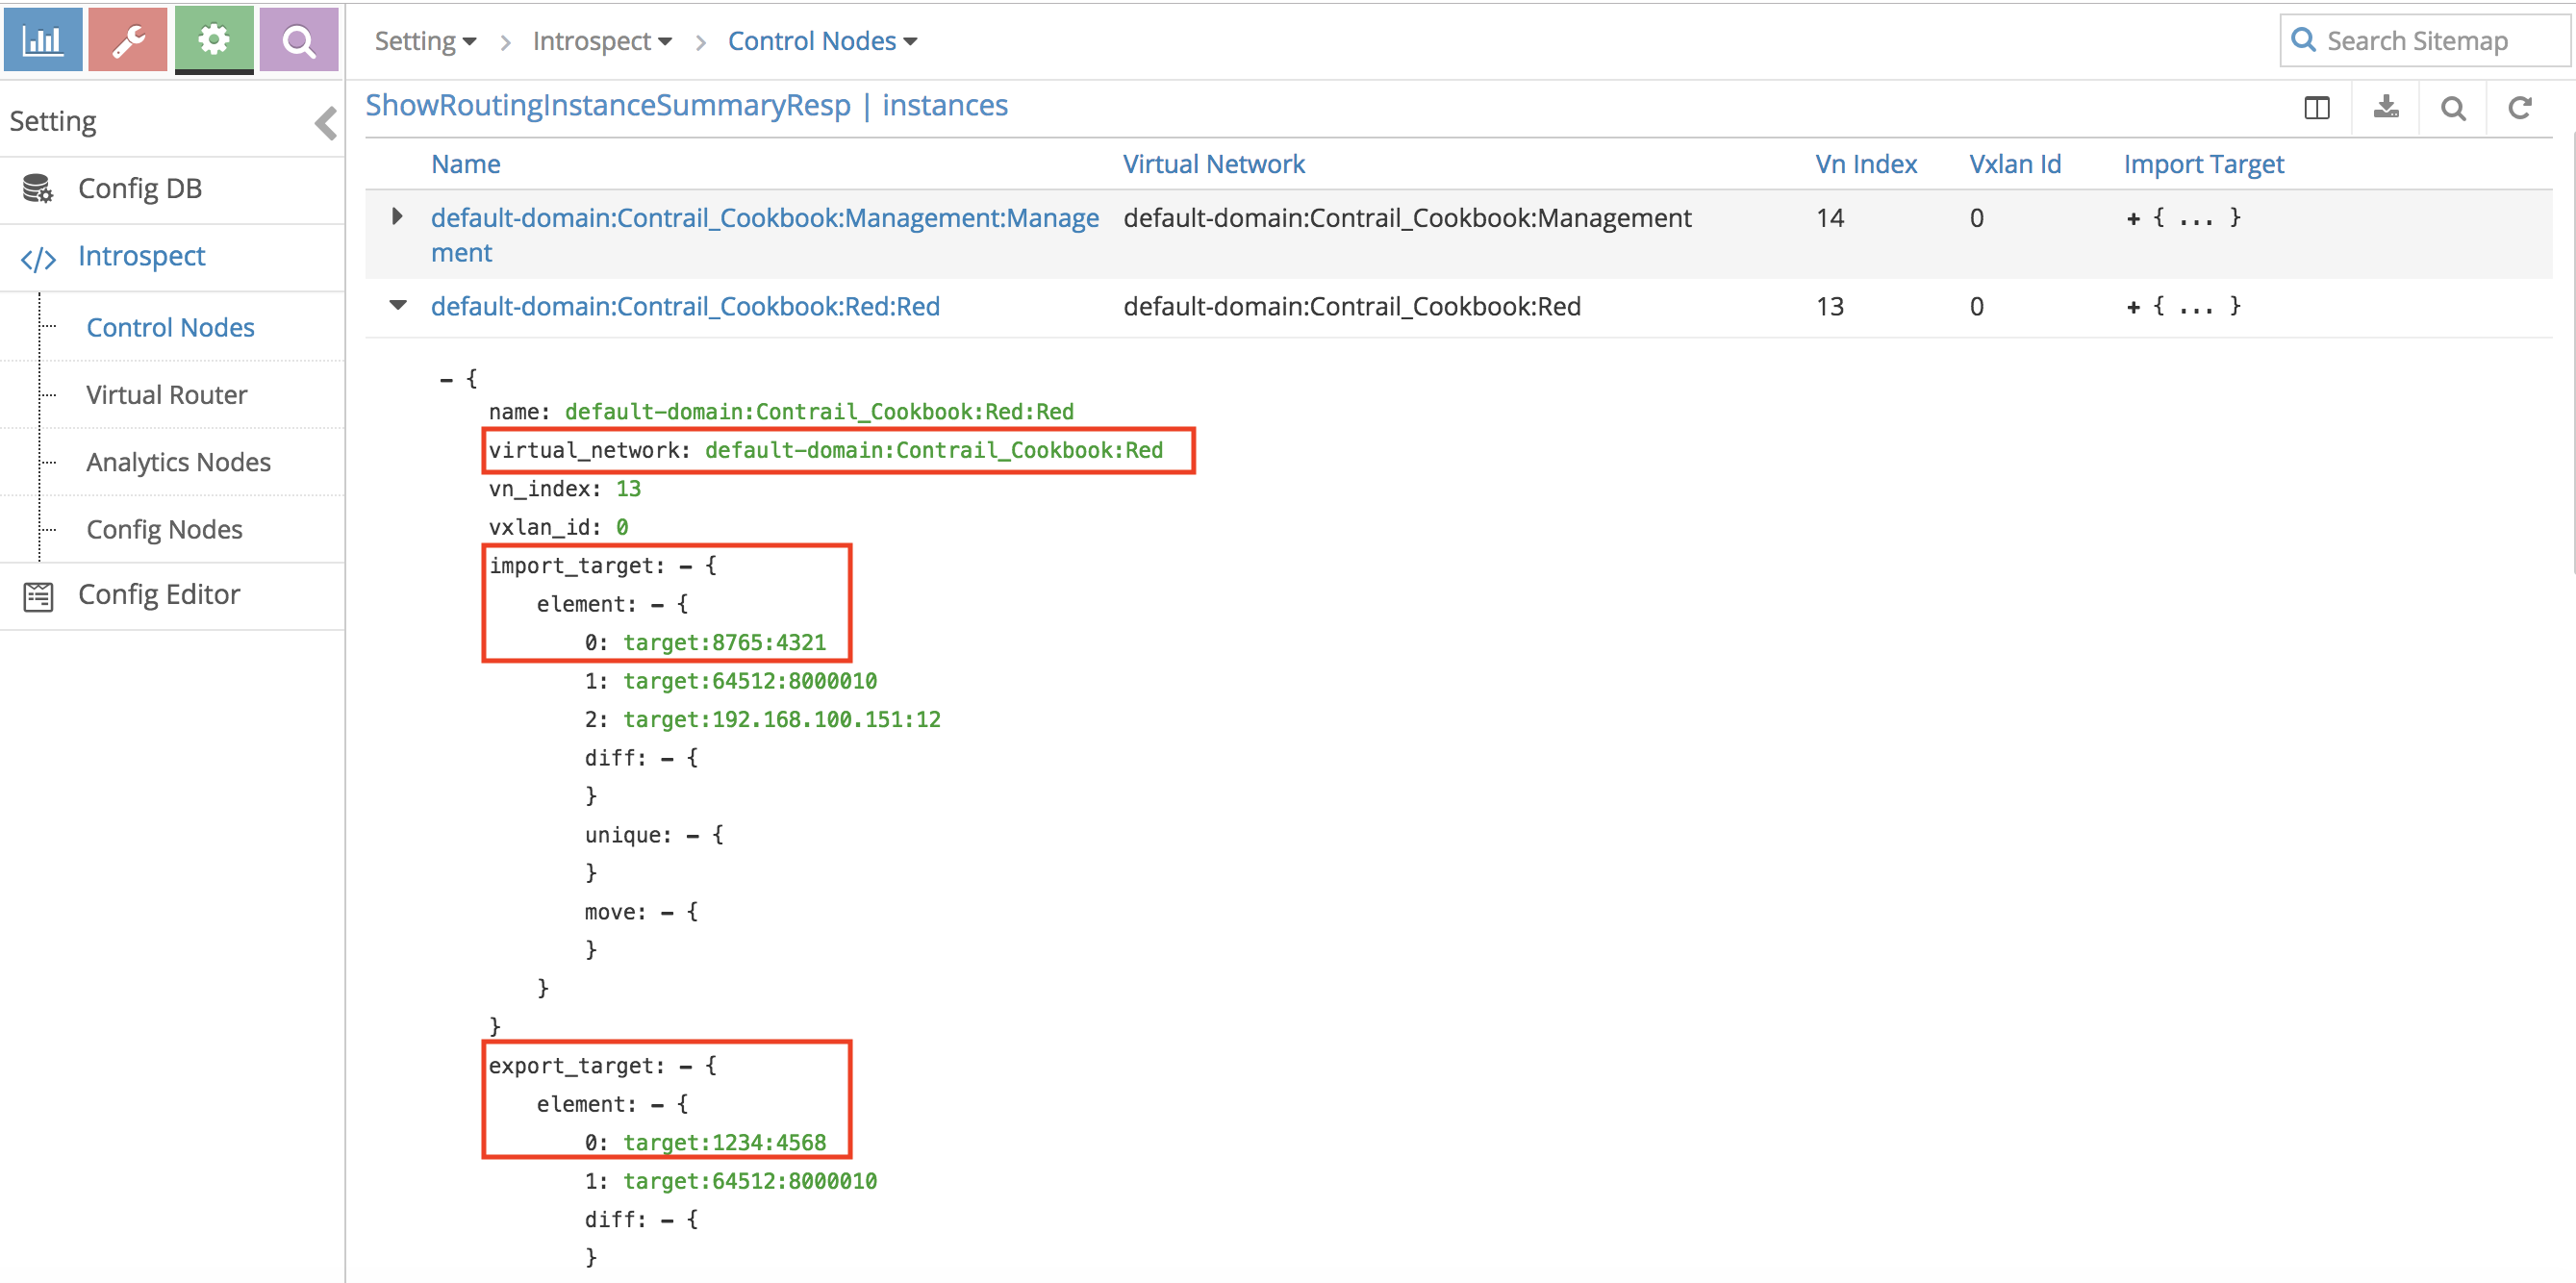 Setting > Introspect > Control Nodes
Search Sitemap
Setting
Config DB
Introspect
Control Nodes
Virtual Router
Analytics Nodes
Config Nodes
Config Editor
ShowRoutingInstanceSummaryResp | instances
Name Virtual Network Vn Index Vxlan Id Import Target
default-domain:Contrail_Cookbook:Management:Manage default-domain:Contrail_Cookbook:Management 14 0 + { ... }
ment
default-domain:Contrail_Cookbook:Red:Red default-domain:Contrail_Cookbook:Red 13 0 + { ... }
– {
name: default-domain:Contrail_Cookbook:Red:Red
virtual_network: default-domain:Contrail_Cookbook:Red
vn_index: 13
vxlan_id: 0
import_target: – {
element: – {
0: target:8765:4321
1: target:64512:8000010
2: target:192.168.100.151:12
diff: – {
}
unique: – {
}
move: – {
}
}
}
export_target: – {
element: – {
0: target:1234:4568
1: target:64512:8000010
diff: – {
}